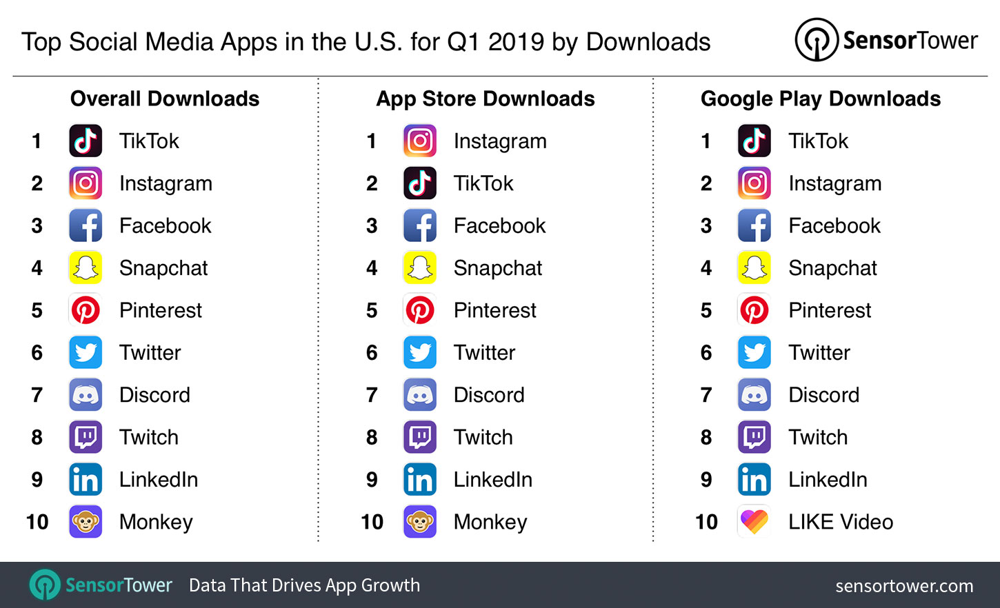 Top Social Media Apps in the U.S. for Q1 2019 by Downloads
SensorTower
Overall Downloads
1 TikTok
2 Instagram
3 Facebook
4 Snapchat
5 Pinterest
6 Twitter
7 Discord
8 Twitch
9 LinkedIn
10 Monkey
App Store Downloads
1 Instagram
2 TikTok
3 Facebook
4 Snapchat
5 Pinterest
6 Twitter
7 Discord
8 Twitch
9 LinkedIn
10 Monkey
Google Play Downloads
1 TikTok
2 Instagram
3 Facebook
4 Snapchat
5 Pinterest
6 Twitter
7 Discord
8 Twitch
9 LinkedIn
10 LIKE Video
SensorTower Data That Drives App Growth
sensortower.com